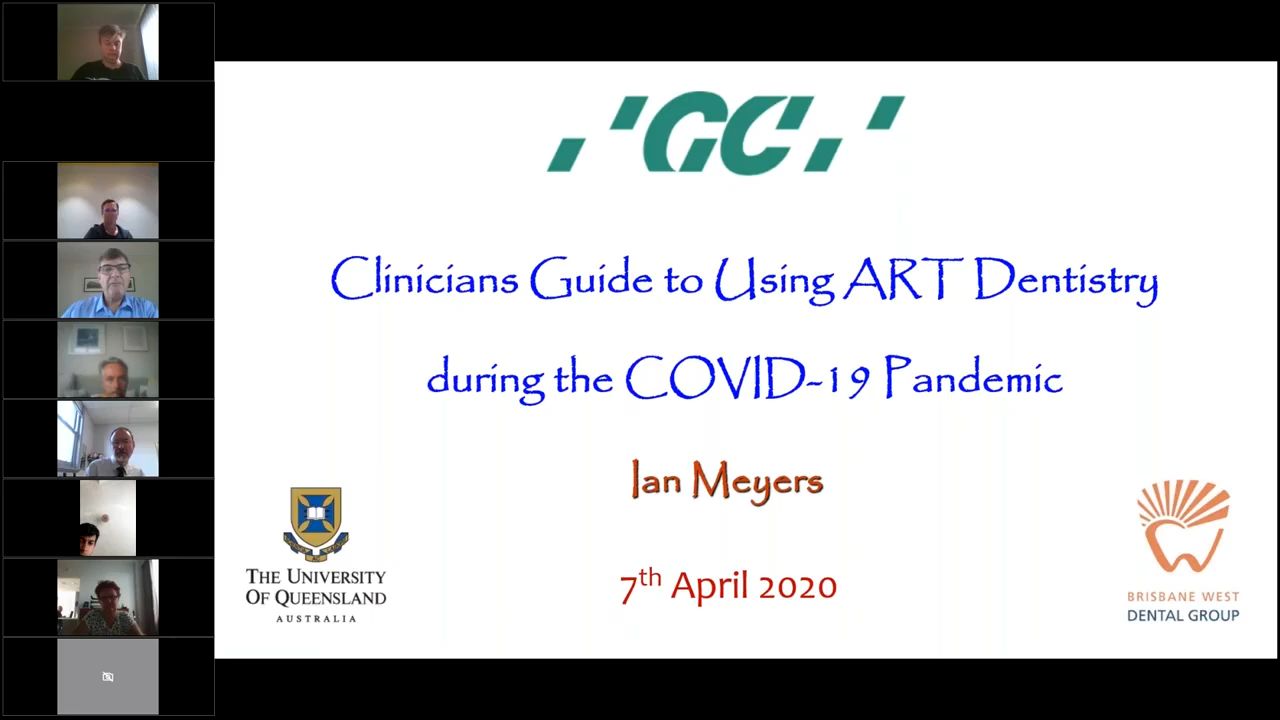 GC
Clinicians Guide to Using ART Dentistry
during the COVID-19 Pandemic
Ian Meyers
7th April 2020
THE UNIVERSITY
OF QUEENSLAND
AUSTRALIA
BRISBANE WEST
DENTAL GROUP